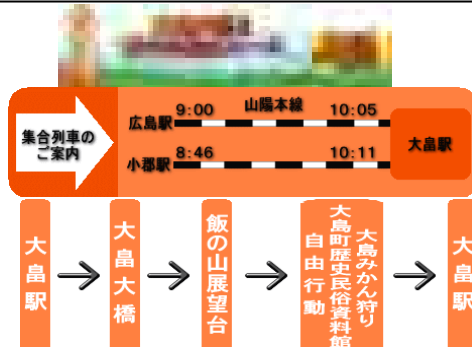 集合列車の
ご案内
広島駅 9:00 山陽本線 10:05
小郡駅 8:46 10:11
大畠駅
大畠駅
大畠大橋
飯の山展望台
大島みかん狩り
大島町歴史民俗資料館
自由行動
大畠駅